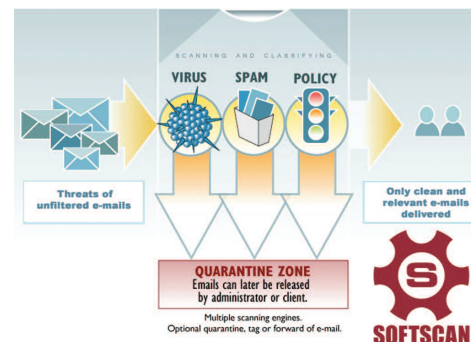 SCANNING AND CLASSIFYING
VIRUS SPAM POLICY
Threats of
unfiltered e-mails
Only clean and
relevant e-mails
delivered
QUARANTINE ZONE
Emails can later be released
by administrator or client.
Multiple scanning engines.
Optional quarantine, tag or forward of e-mail.
S
SOFTSCAN